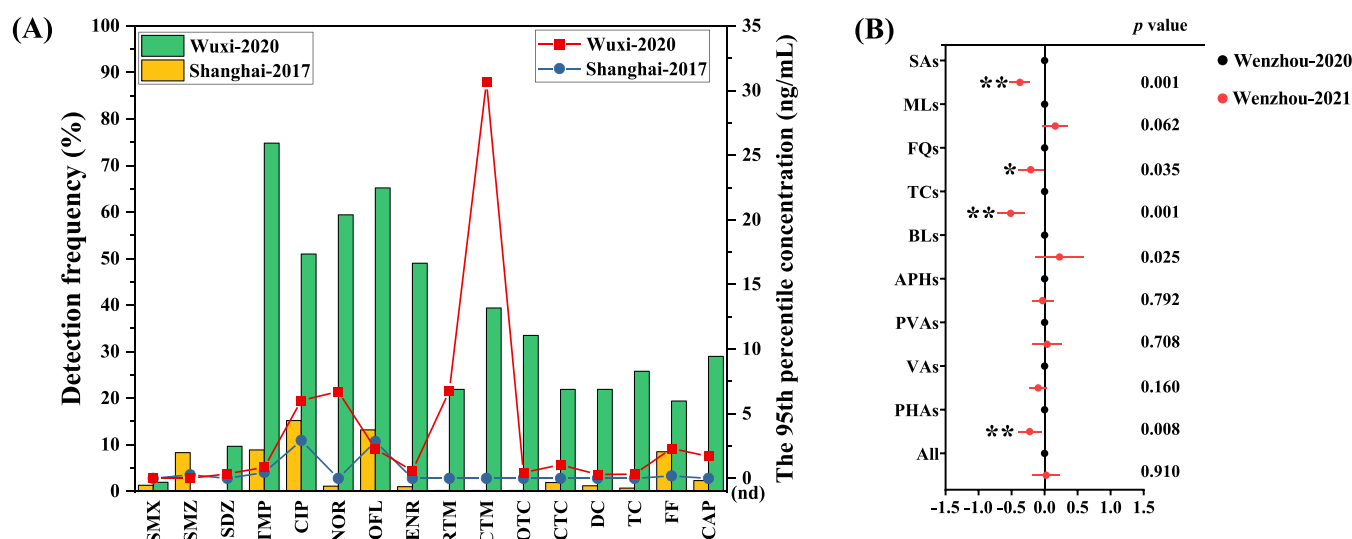 (A)
Detection frequency (%)
100
90
80
70
60
50
40
30
20
10
0
Wuxi-2020
Shanghai-2017
Wuxi-2020
Shanghai-2017
35
30
25
20
15
10
5
0
(nd)
The 95th percentile concentration (ng/mL)
SMX
SMZ
SDZ
TMP
CIP
NOR
OFL
ENR
RTM
CTM
OTC
CTC
DC
TC
FF
CAP
(B)
p value
Wenzhou-2020
Wenzhou-2021
SAs
** 0.001
MLs
0.062
FQs
* 0.035
TCs
** 0.001
BLs
0.025
APHs
0.792
PVAs
0.708
VAs
0.160
PHAs
** 0.008
All
0.910
-1.5 -1.0 -0.5 0.0 0.5 1.0 1.5